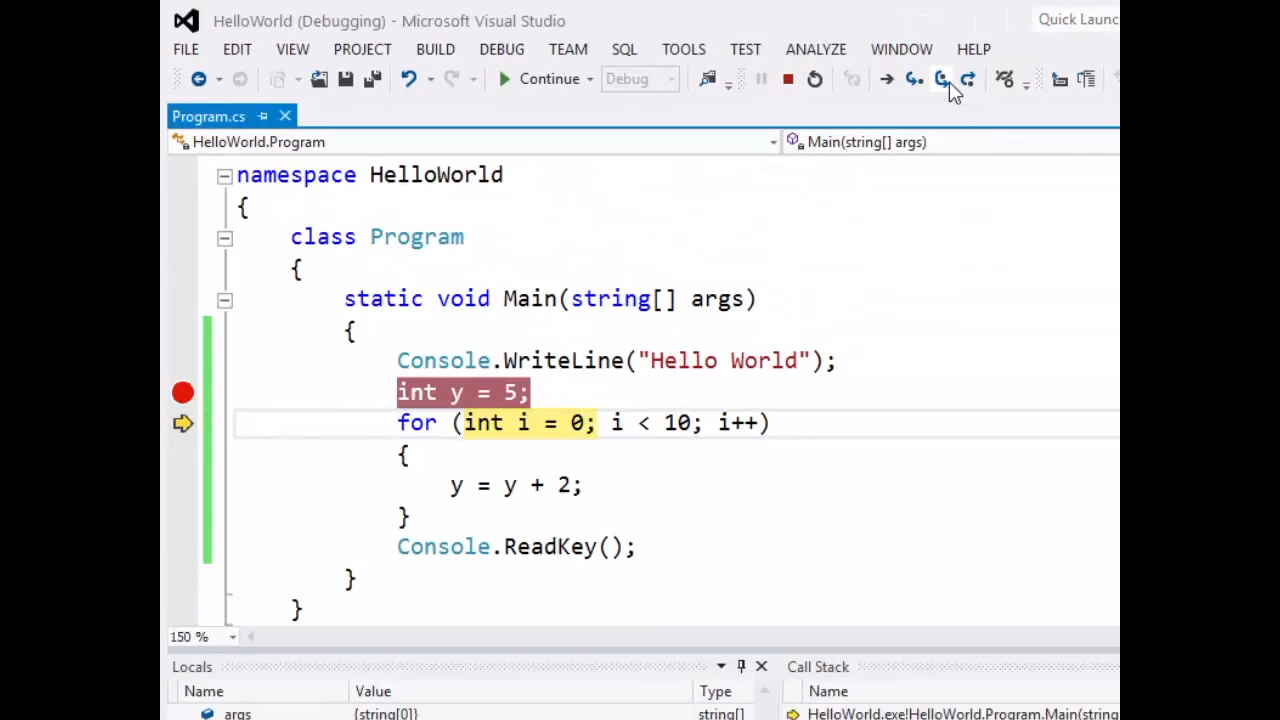 HelloWorld (Debugging) - Microsoft Visual Studio
Quick Launc
FILE EDIT VIEW PROJECT BUILD DEBUG TEAM SQL TOOLS TEST ANALYZE WINDOW HELP
Continue Debug
Program.cs
HelloWorld.Program Main(string[] args)
namespace HelloWorld
{
class Program
{
static void Main(string[] args)
{
Console.WriteLine("Hello World");
int y = 5;
for (int i = 0; i < 10; i++)
{
y = y + 2;
}
Console.ReadKey();
}
}
150 %
Locals Call Stack
Name Value Type Name
args {string[0]} string[] HelloWorld.exe!HelloWorld.Program.Main(string